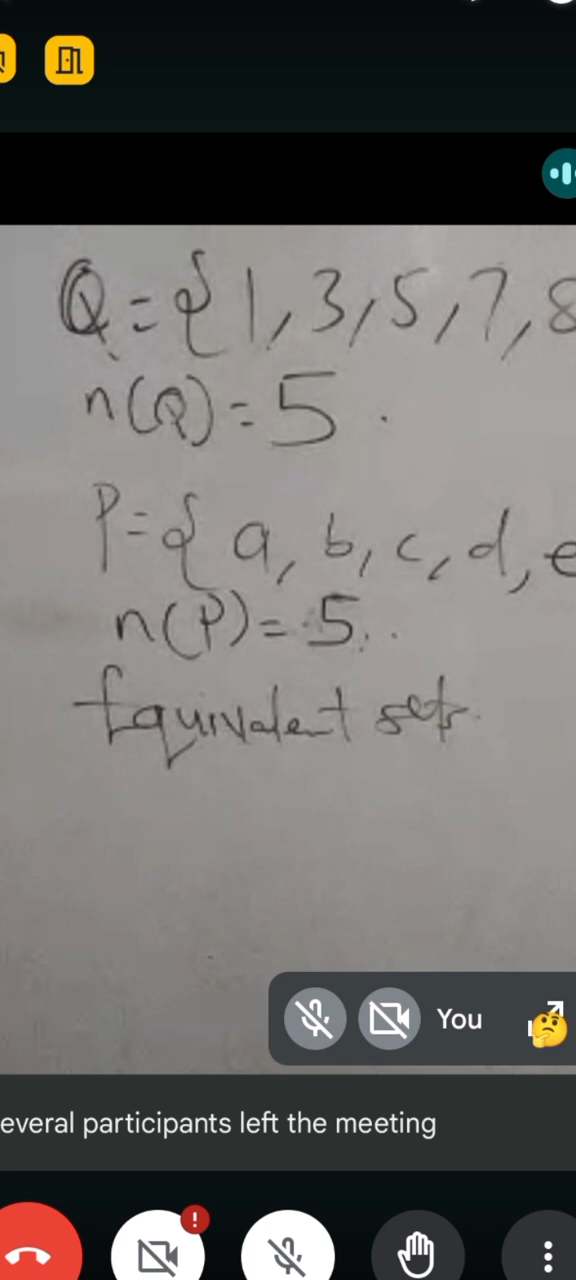 Q = { 1, 3, 5, 7, 8
n(Q) = 5.
P = { a, b, c, d, e
n(P) = 5..
Equivalent sets.
You
everal participants left the meeting